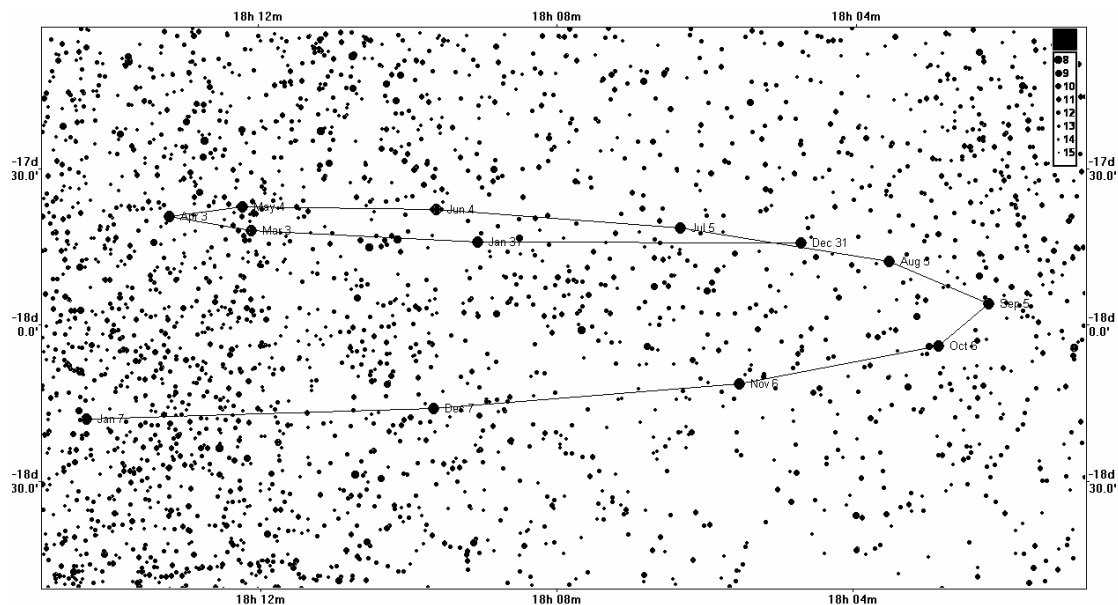 18h 12m 18h 08m 18h 04m
8
9
10
11
12
13
14
15
-17d
30.0'
-17d
30.0'
May 4
Apr 3
Jun 4
Mar 3
Jul 5
Jan 31
Dec 31
Aug 5
Sep 5
-18d
0.0'
-18d
0.0'
Oct 6
Nov 6
Dec 7
Jan 7
-18d
30.0'
-18d
30.0'
18h 12m 18h 08m 18h 04m